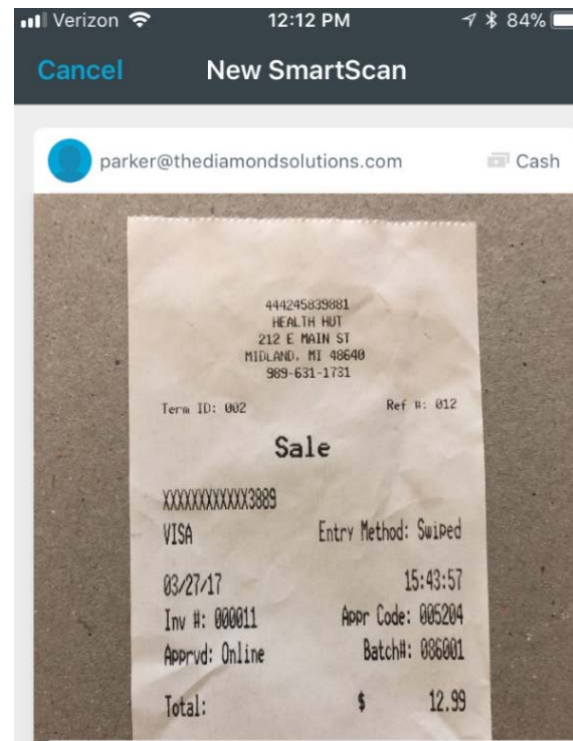 Verizon 12:12 PM 84%
Cancel New SmartScan
parker@thediamondsolutions.com Cash
444245839881
HEALTH HUT
212 E MAIN ST
MIDLAND, MI 48640
989-631-1731
Term ID: 002 Ref #: 012
Sale
XXXXXXXXXXXX3889
VISA Entry Method: Swiped
03/27/17 15:43:57
Inv #: 000011 Appr Code: 005204
Apprvd: Online Batch#: 086001
Total: $ 12.99